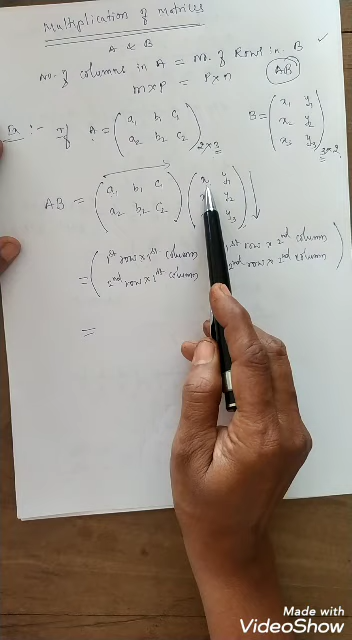 Multiplication of matrices
A & B
No. of columns in A = No. of Rows in B ✓
m×p = p×n (AB)
Ex :- If A = ( a1 b1 c1 B = ( x1 y1
a2 b2 c2 ) 2×3 x2 y2
x3 y3 ) 3×2
AB = ( a1 b1 c1 ) ( x1 y1
a2 b2 c2 y2
y3 )
= ( 1st row × 1st column 1st row × 2nd column
2nd row × 1st column 2nd row × 2nd column )
=
Made with
VideoShow